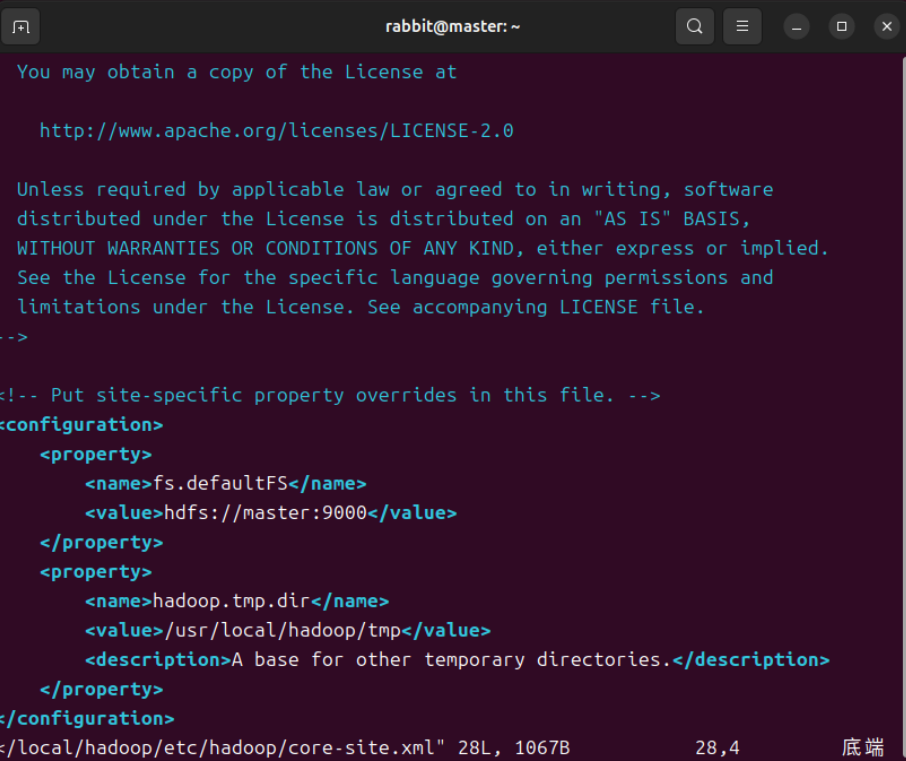 rabbit@master: ~
You may obtain a copy of the License at
http://www.apache.org/licenses/LICENSE-2.0
Unless required by applicable law or agreed to in writing, software
distributed under the License is distributed on an "AS IS" BASIS,
WITHOUT WARRANTIES OR CONDITIONS OF ANY KIND, either express or implied.
See the License for the specific language governing permissions and
limitations under the License. See accompanying LICENSE file.
-->
<!-- Put site-specific property overrides in this file. -->
<configuration>
    <property>
        <name>fs.defaultFS</name>
        <value>hdfs://master:9000</value>
    </property>
    <property>
        <name>hadoop.tmp.dir</name>
        <value>/usr/local/hadoop/tmp</value>
        <description>A base for other temporary directories.</description>
    </property>
</configuration>
</local/hadoop/etc/hadoop/core-site.xml" 28L, 1067B 28,4 底端